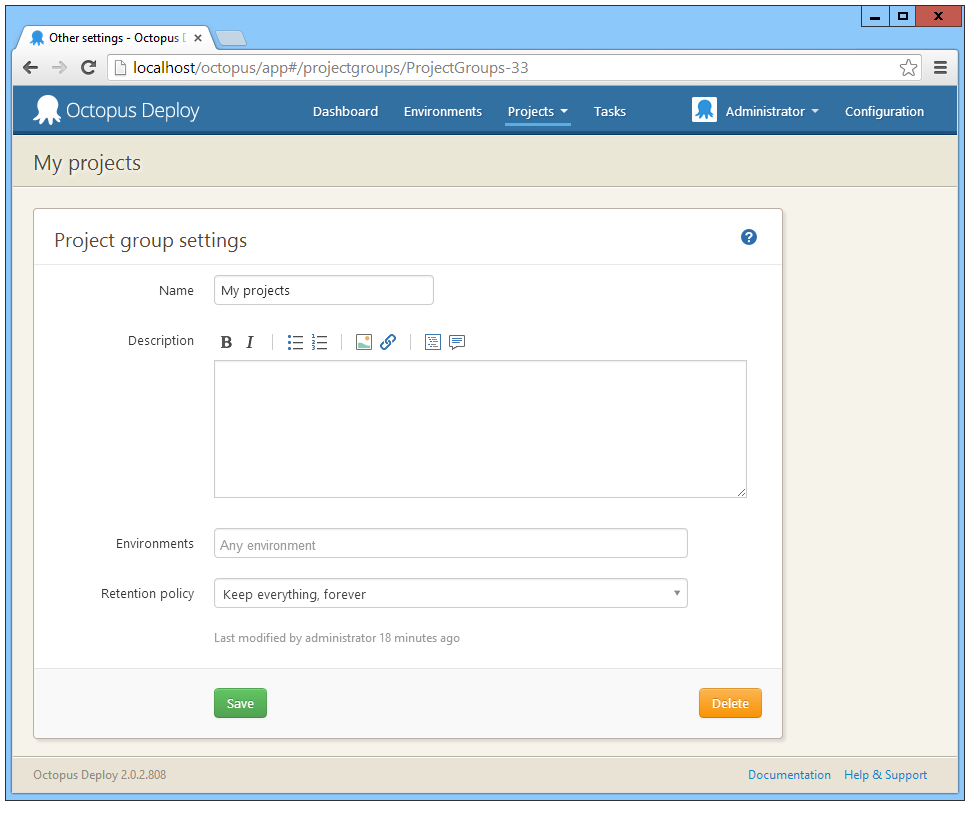 Other settings - Octopus D
localhost/octopus/app#/projectgroups/ProjectGroups-33
Octopus Deploy Dashboard Environments Projects Tasks Administrator Configuration
My projects
Project group settings ?
Name My projects
Description B I
Environments Any environment
Retention policy Keep everything, forever
Last modified by administrator 18 minutes ago
Save Delete
Octopus Deploy 2.0.2.808 Documentation Help & Support